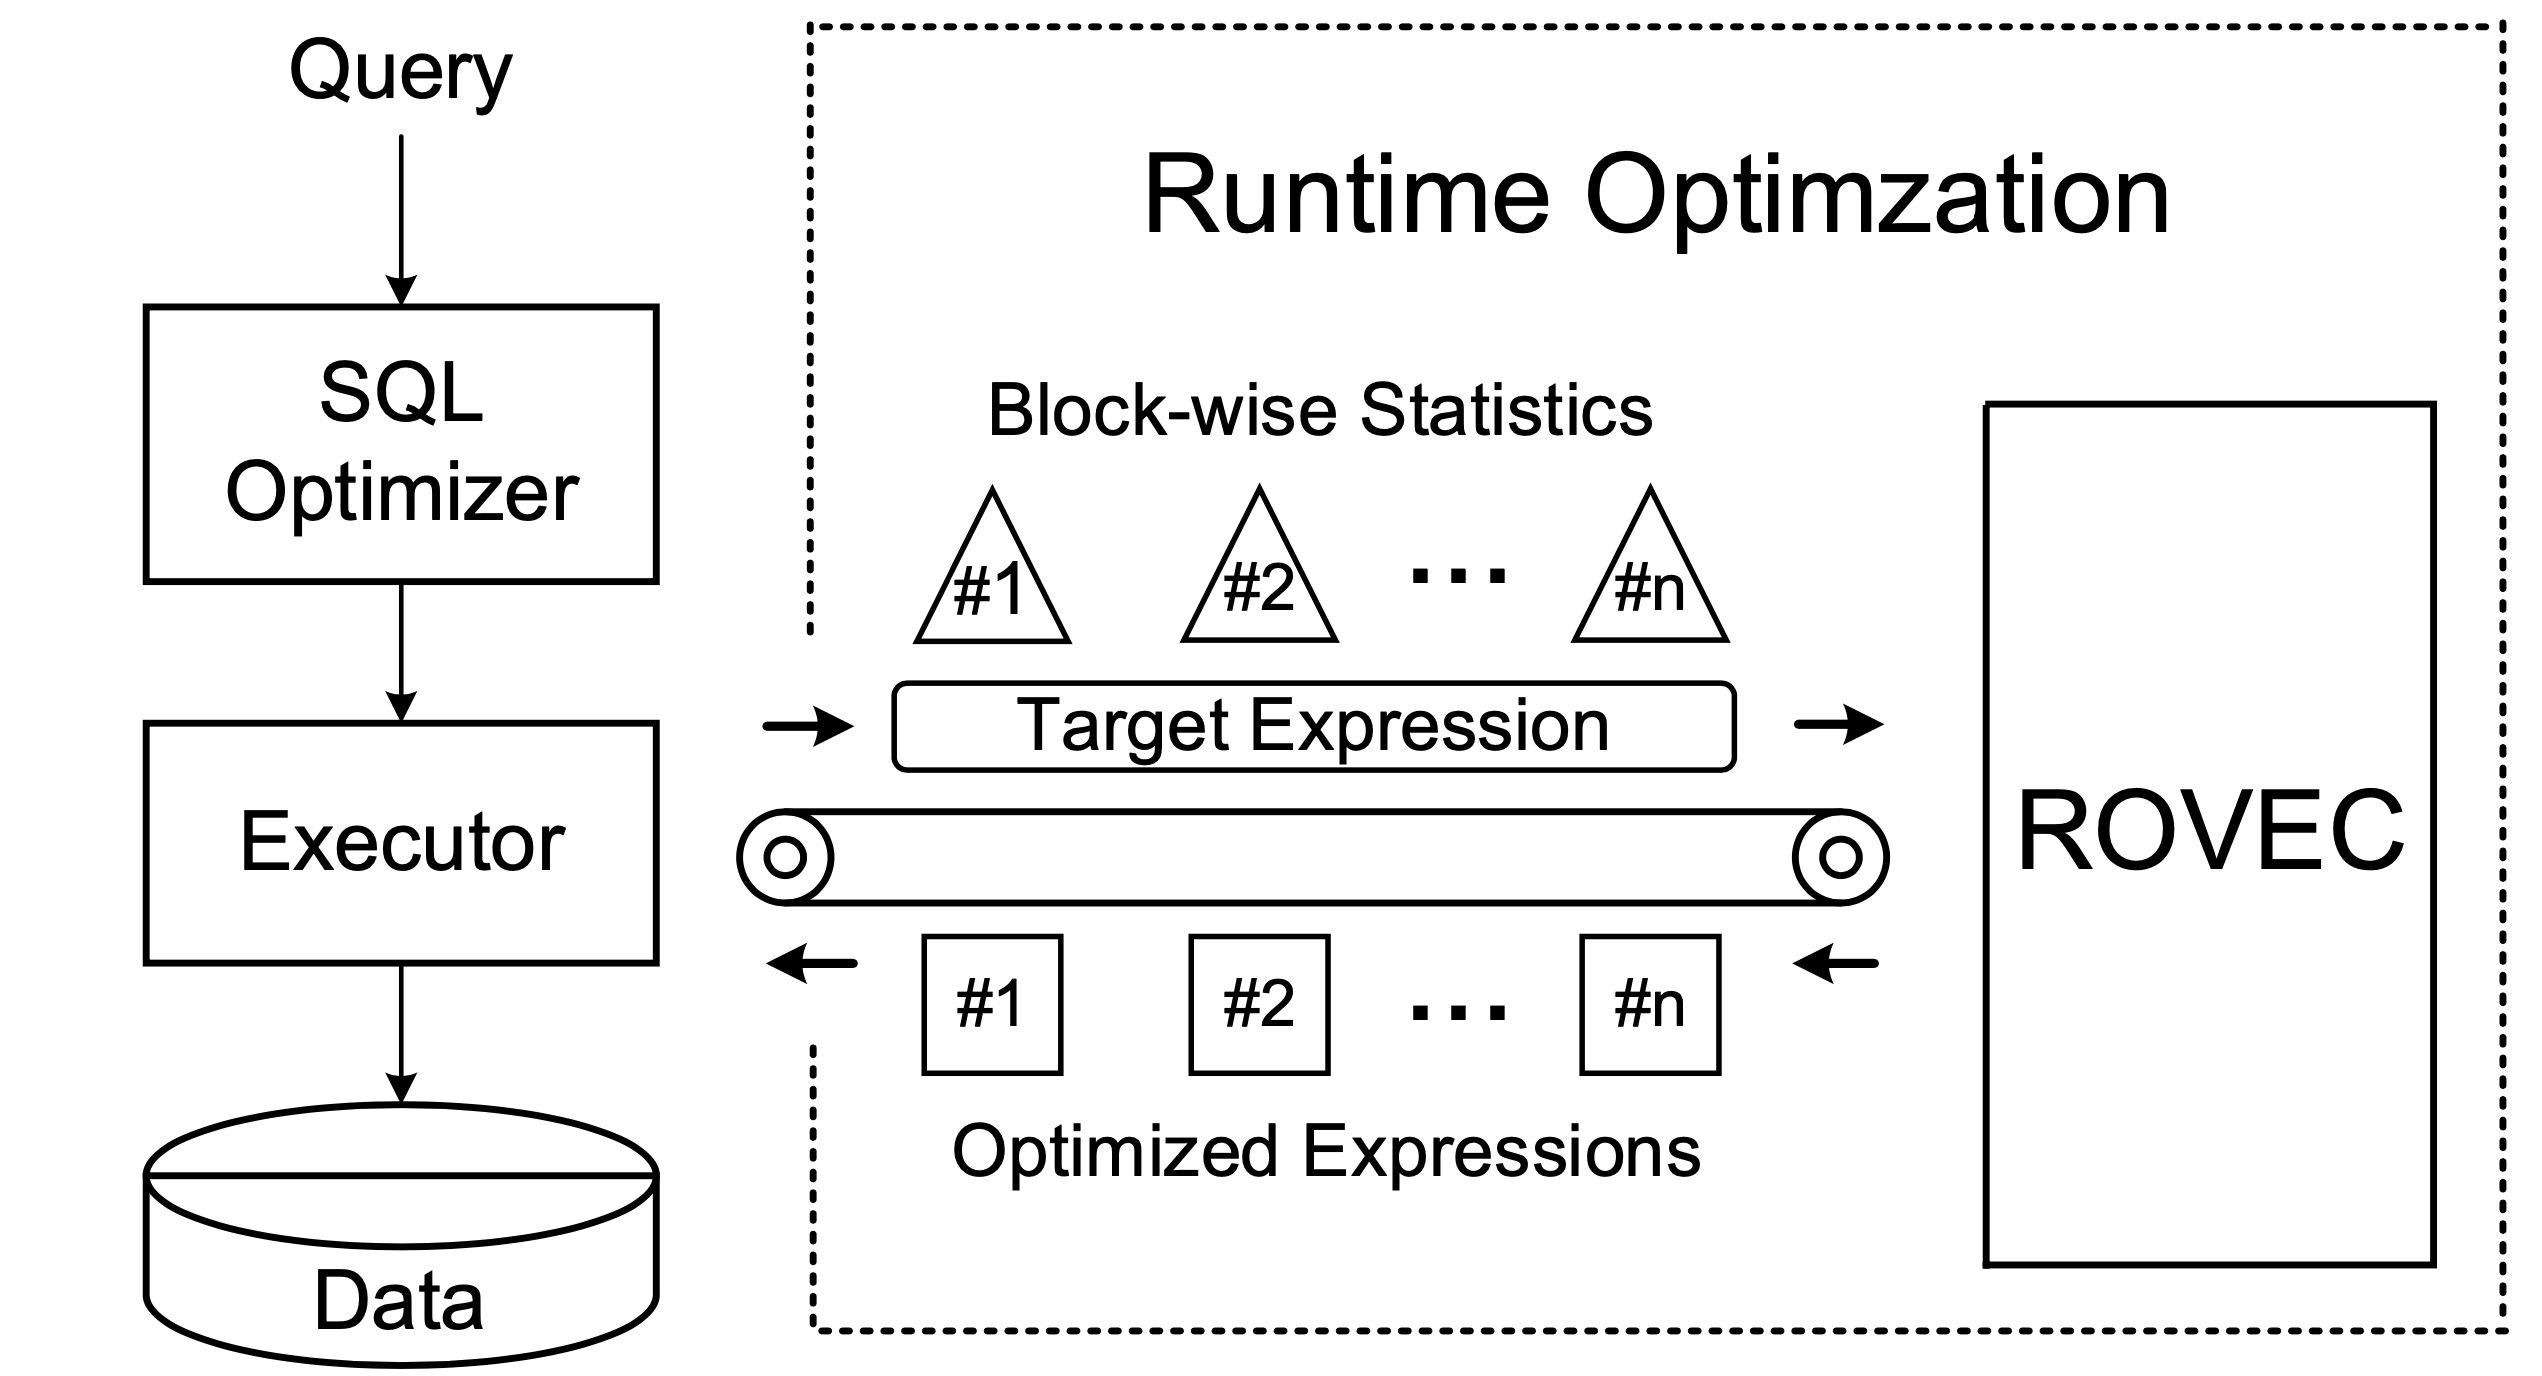 Query
SQL
Optimizer
Executor
Data
Runtime Optimzation
Block-wise Statistics
#1 #2 ... #n
Target Expression
#1 #2 ... #n
Optimized Expressions
ROVEC